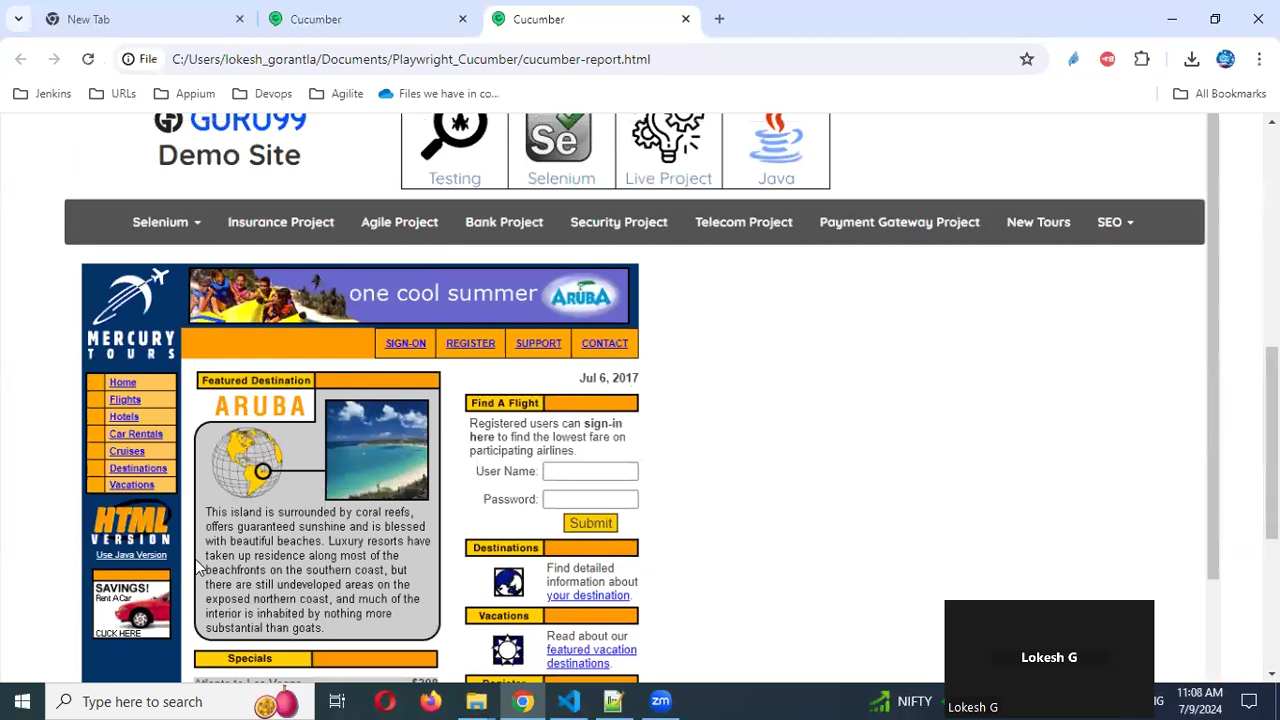 New Tab
Cucumber
Cucumber
File
C:/Users/lokesh_gorantla/Documents/Playwright_Cucumber/cucumber-report.html
Jenkins
URLs
Appium
Devops
Agilite
Files we have in co...
All Bookmarks
GURU99
Demo Site
Se
Testing
Selenium
Live Project
Java
Selenium
Insurance Project
Agile Project
Bank Project
Security Project
Telecom Project
Payment Gateway Project
New Tours
SEO
one cool summer
ARUBA
MERCURY
TOURS
SIGN-ON
REGISTER
SUPPORT
CONTACT
Home
Flights
Hotels
Car Rentals
Cruises
Destinations
Vacations
HTML
VERSION
Use Java Version
SAVINGS!
Rent A Car
CLICK HERE
Featured Destination
ARUBA
This island is surrounded by coral reefs,
offers guaranteed sunshine and is blessed
with beautiful beaches. Luxury resorts have
taken up residence along most of the
beachfronts on the southern coast, but
there are still undeveloped areas on the
exposed northern coast, and much of the
interior is inhabited by nothing more
substantial than goats.
Specials
Atlanta to Las Vegas
$398
Jul 6, 2017
Find A Flight
Registered users can sign-in
here to find the lowest fare on
participating airlines.
User Name:
Password:
Submit
Destinations
Find detailed
information about
your destination.
Vacations
Read about our
featured vacation
destinations.
Register
Lokesh G
Lokesh G
Type here to search
zm
NIFTY
11:08 AM
7/9/2024